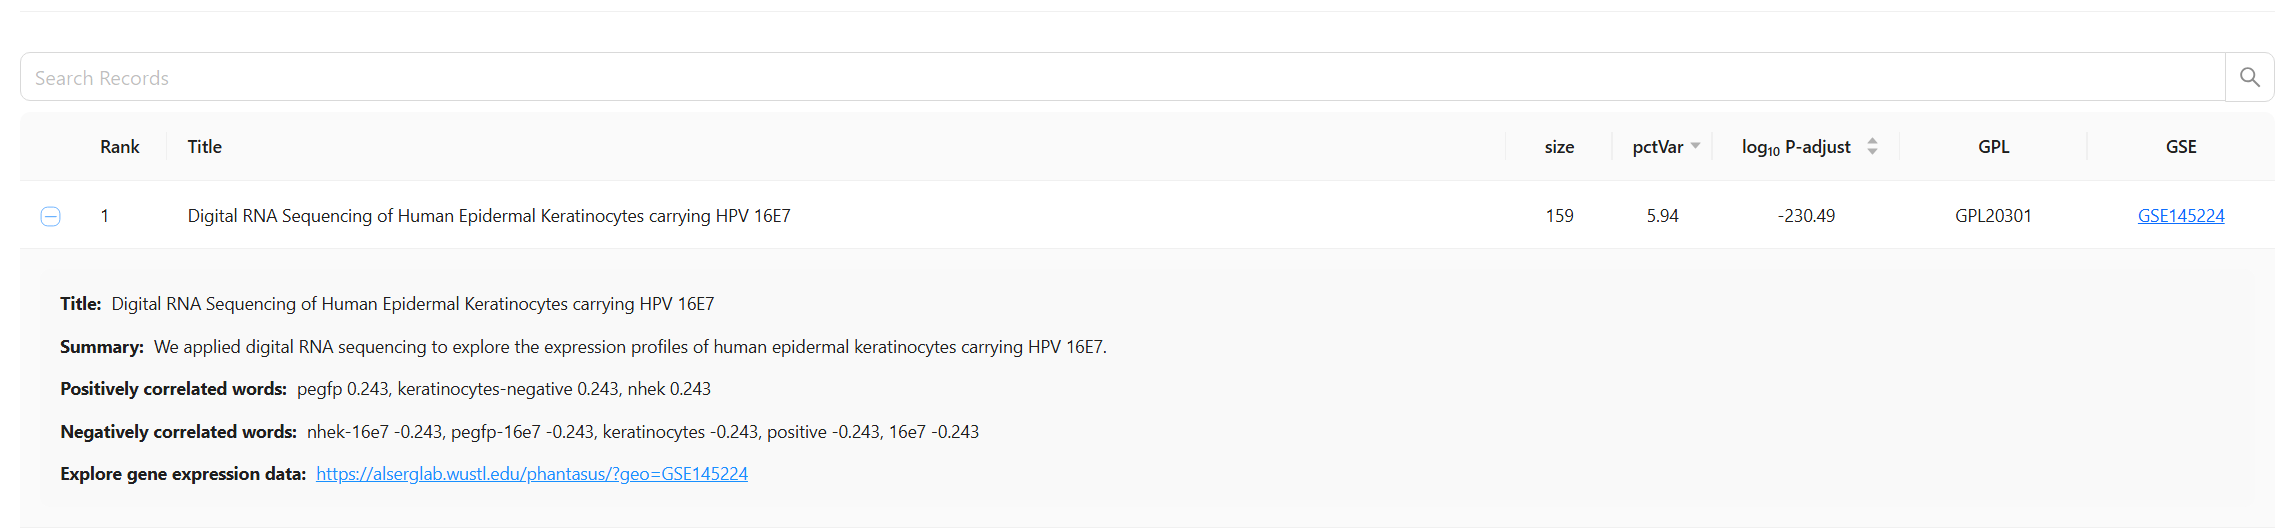 Search Records
Rank Title size pctVar log₁₀ P-adjust GPL GSE
1 Digital RNA Sequencing of Human Epidermal Keratinocytes carrying HPV 16E7 159 5.94 -230.49 GPL20301 GSE145224
Title: Digital RNA Sequencing of Human Epidermal Keratinocytes carrying HPV 16E7
Summary: We applied digital RNA sequencing to explore the expression profiles of human epidermal keratinocytes carrying HPV 16E7.
Positively correlated words: pegfp 0.243, keratinocytes-negative 0.243, nhek 0.243
Negatively correlated words: nhek-16e7 -0.243, pegfp-16e7 -0.243, keratinocytes -0.243, positive -0.243, 16e7 -0.243
Explore gene expression data: https://alserglab.wustl.edu/phantasus/?geo=GSE145224